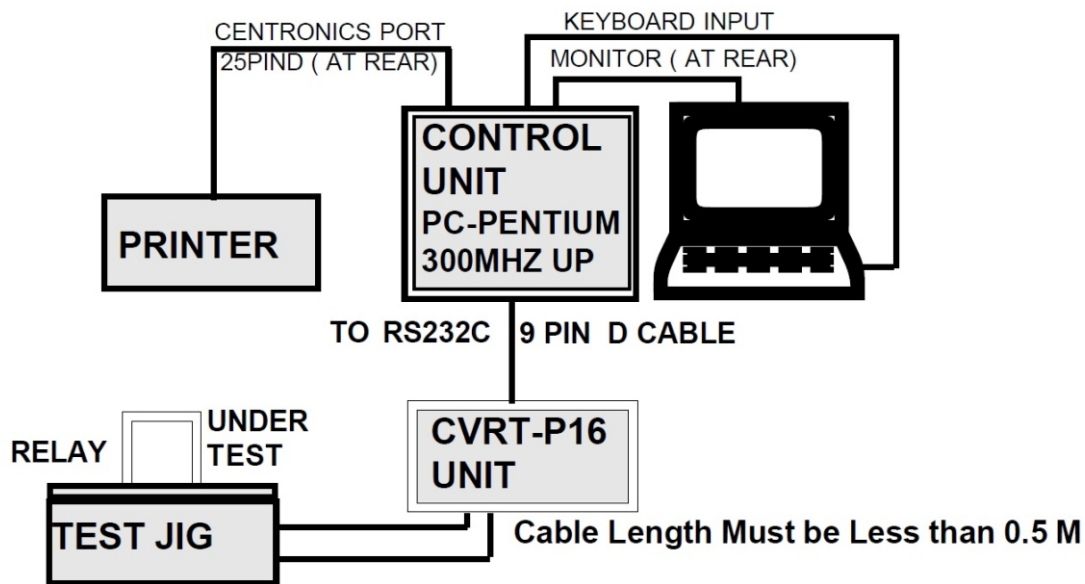 CENTRONICS PORT
25PIND ( AT REAR)
KEYBOARD INPUT
MONITOR ( AT REAR)
CONTROL
UNIT
PC-PENTIUM
300MHZ UP
PRINTER
TO RS232C 9 PIN D CABLE
RELAY
UNDER
TEST
CVRT-P16
UNIT
TEST JIG
Cable Length Must be Less than 0.5 M